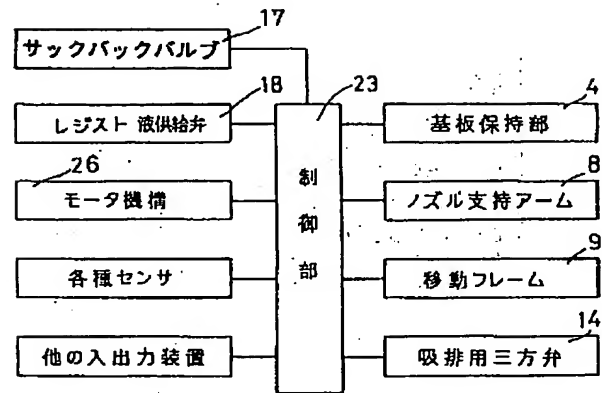 17
サックバックバルブ
18
レジスト液供給弁
26
モータ機構
各種センサ
他の入出力装置
23
制御部
4
基板保持部
8
ノズル支持アーム
9
移動フレーム
14
吸排用三方弁